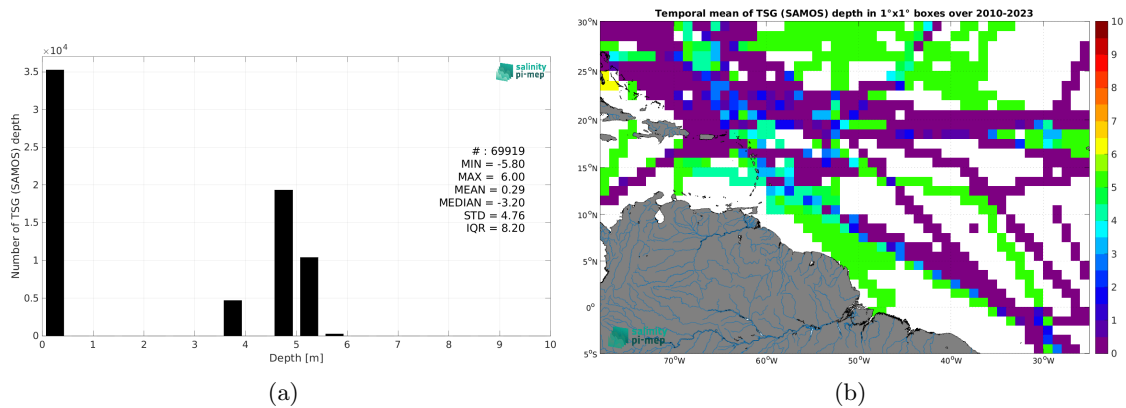 ×10⁴
3.5
3
2.5
2
1.5
1
0.5
0
Number of TSG (SAMOS) depth
0 1 2 3 4 5 6 7 8 9 10
Depth [m]
salinity
pi-mep
# : 69919
MIN = -5.80
MAX = 6.00
MEAN = 0.29
MEDIAN = -3.20
STD = 4.76
IQR = 8.20
(a)
Temporal mean of TSG (SAMOS) depth in 1°x1° boxes over 2010-2023
30°N
25°N
20°N
15°N
10°N
5°N
0°
5°S
70°W 60°W 50°W 40°W 30°W
10
9
8
7
6
5
4
3
2
1
0
salinity
pi-mep
(b)